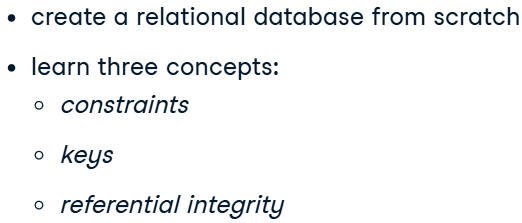 create a relational database from scratch
learn three concepts:
constraints
keys
referential integrity